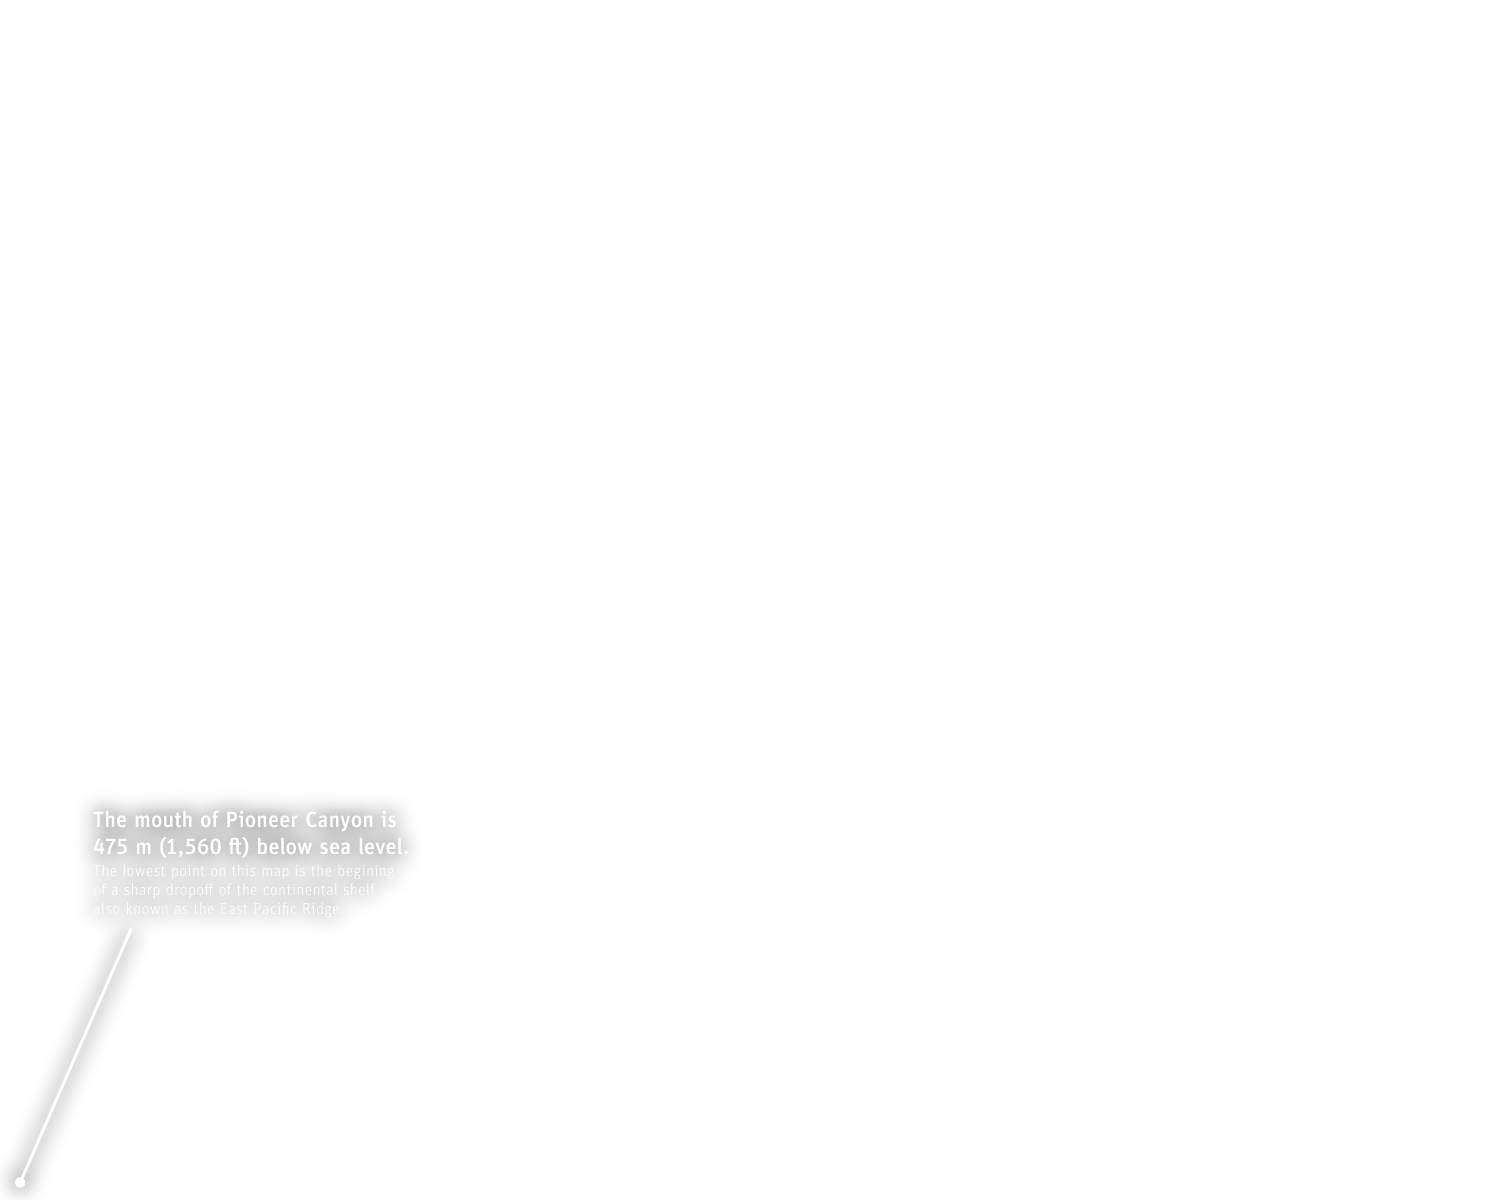 The mouth of Pioneer Canyon is
475 m (1,560 ft) below sea level.
The lowest point on this map is the begining
of a sharp dropoff of the continental shelf,
also known as the East Pacific Ridge.